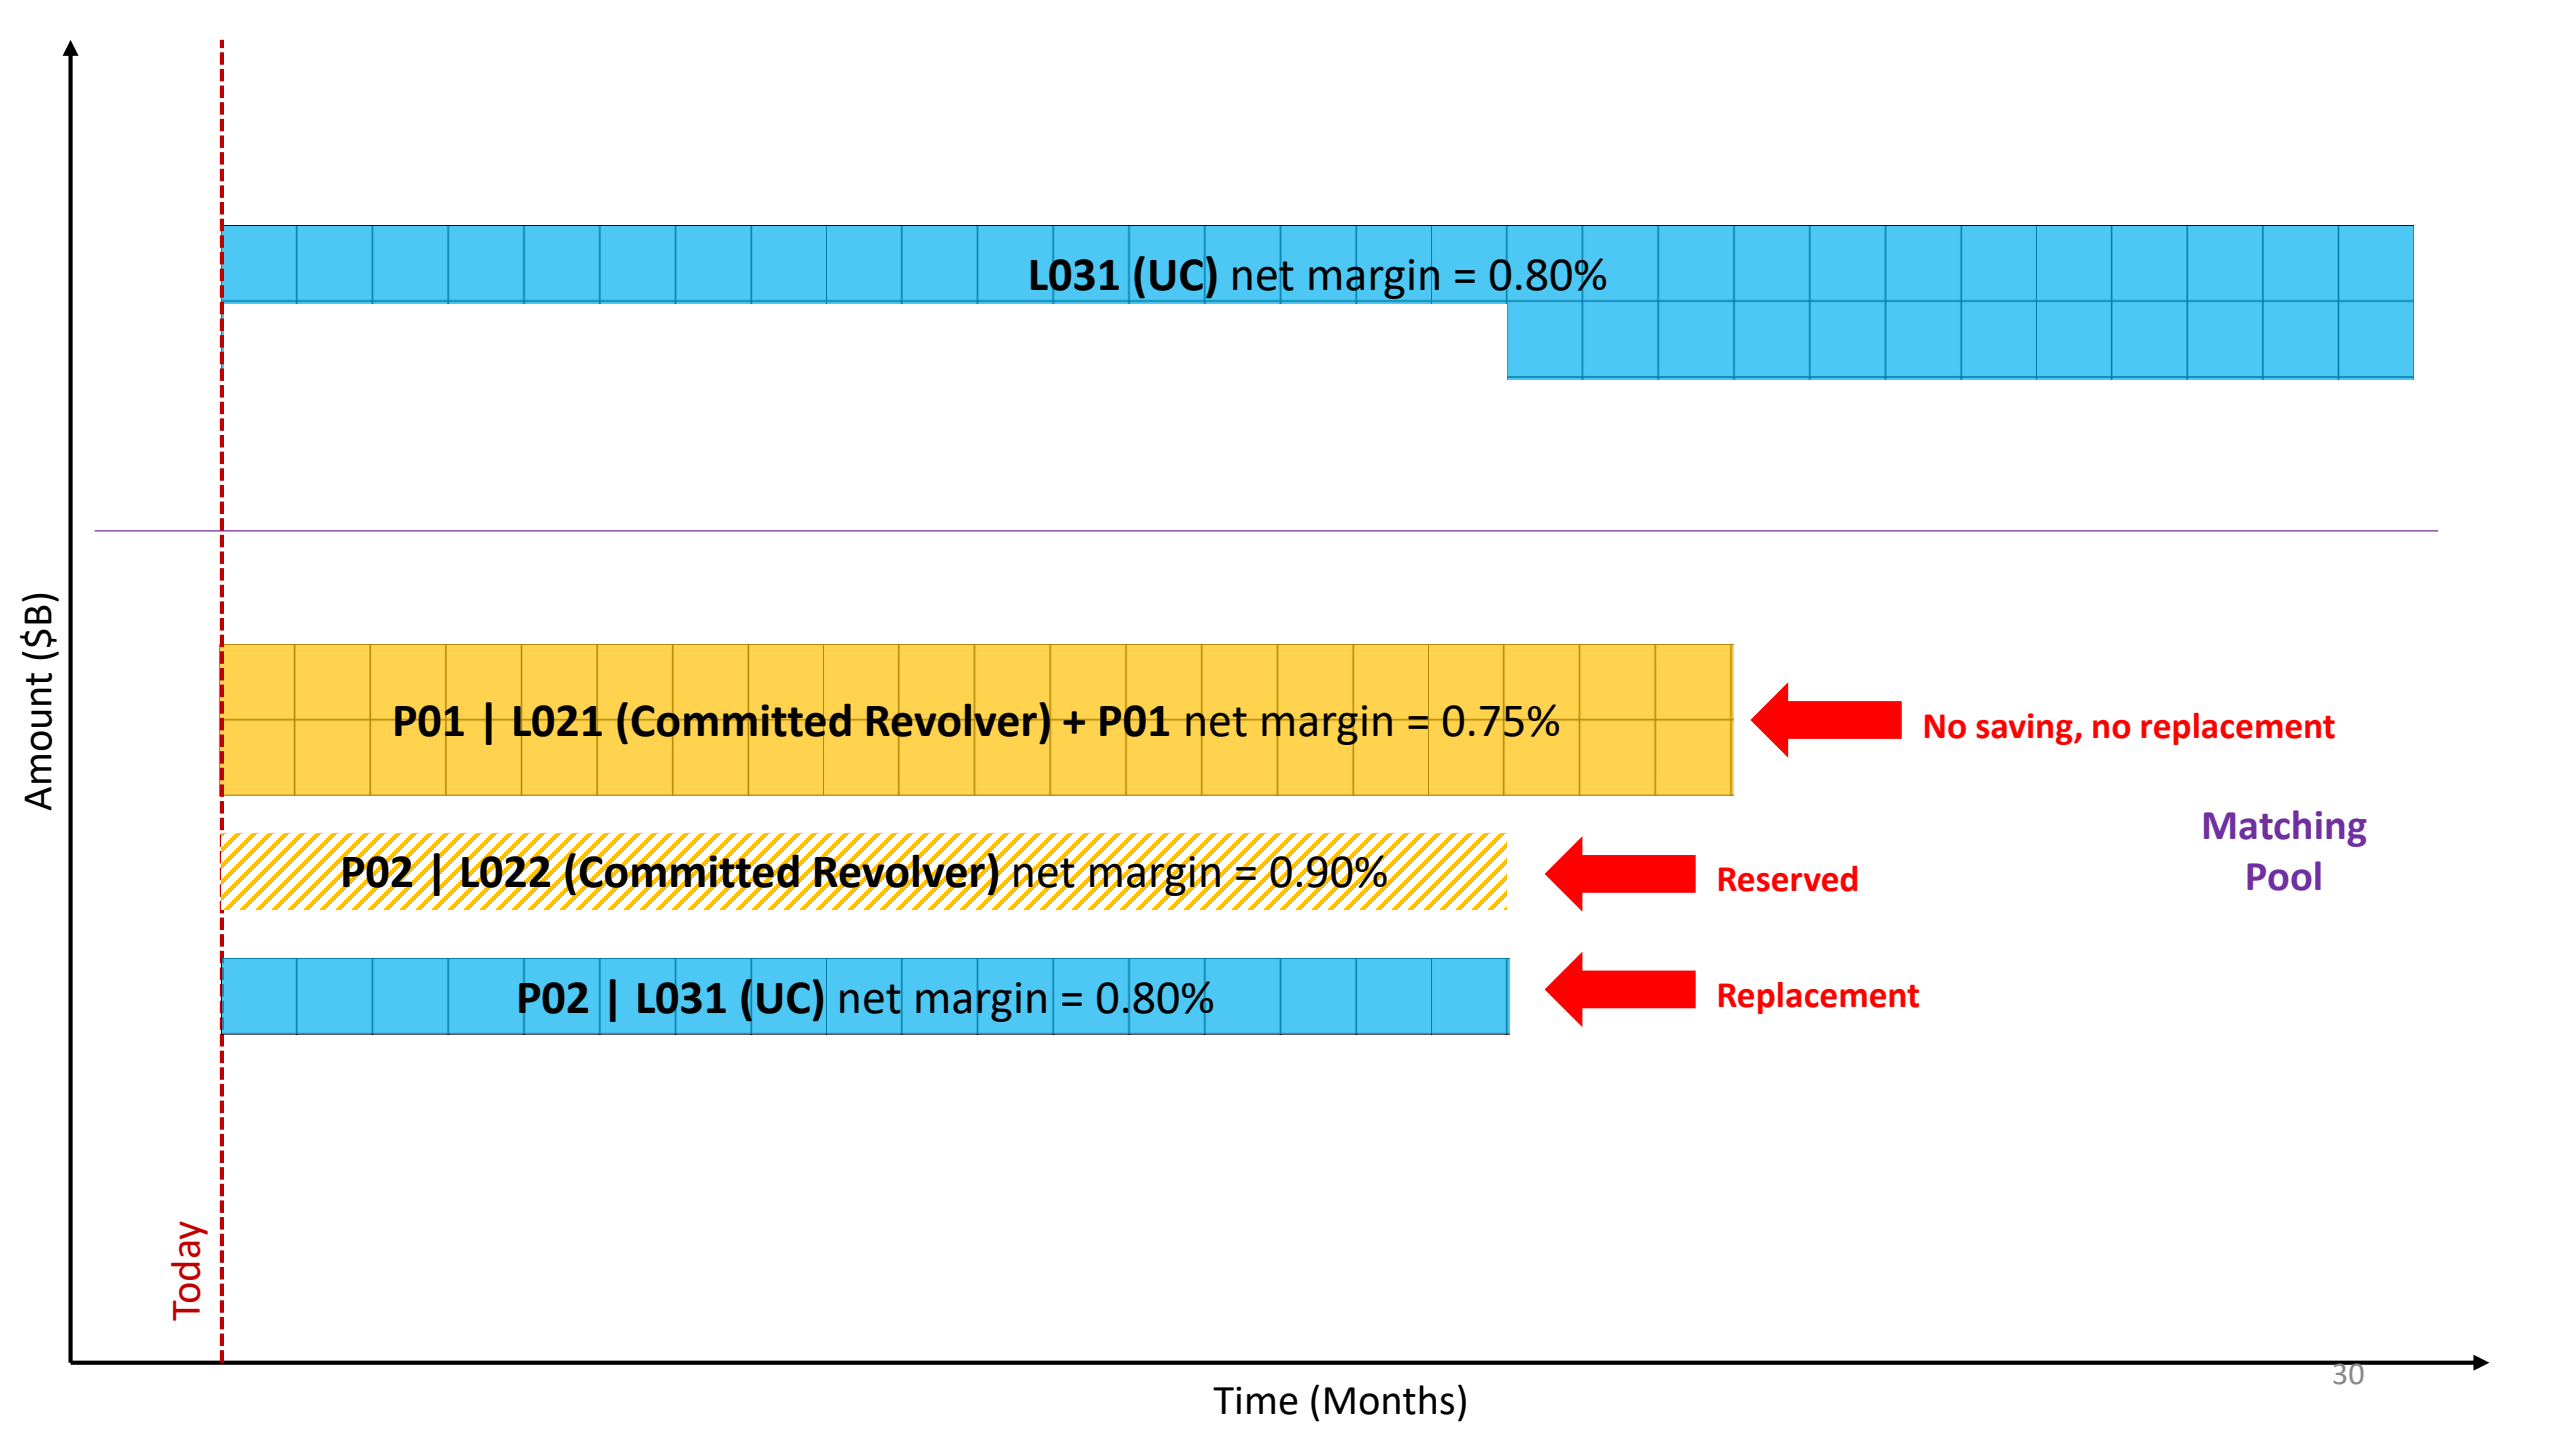 L031 (UC) net margin = 0.80%
Amount ($B)
P01 | L021 (Committed Revolver) + P01 net margin = 0.75%
No saving, no replacement
Matching
Pool
P02 | L022 (Committed Revolver) net margin = 0.90%
Reserved
P02 | L031 (UC) net margin = 0.80%
Replacement
Today
30
Time (Months)